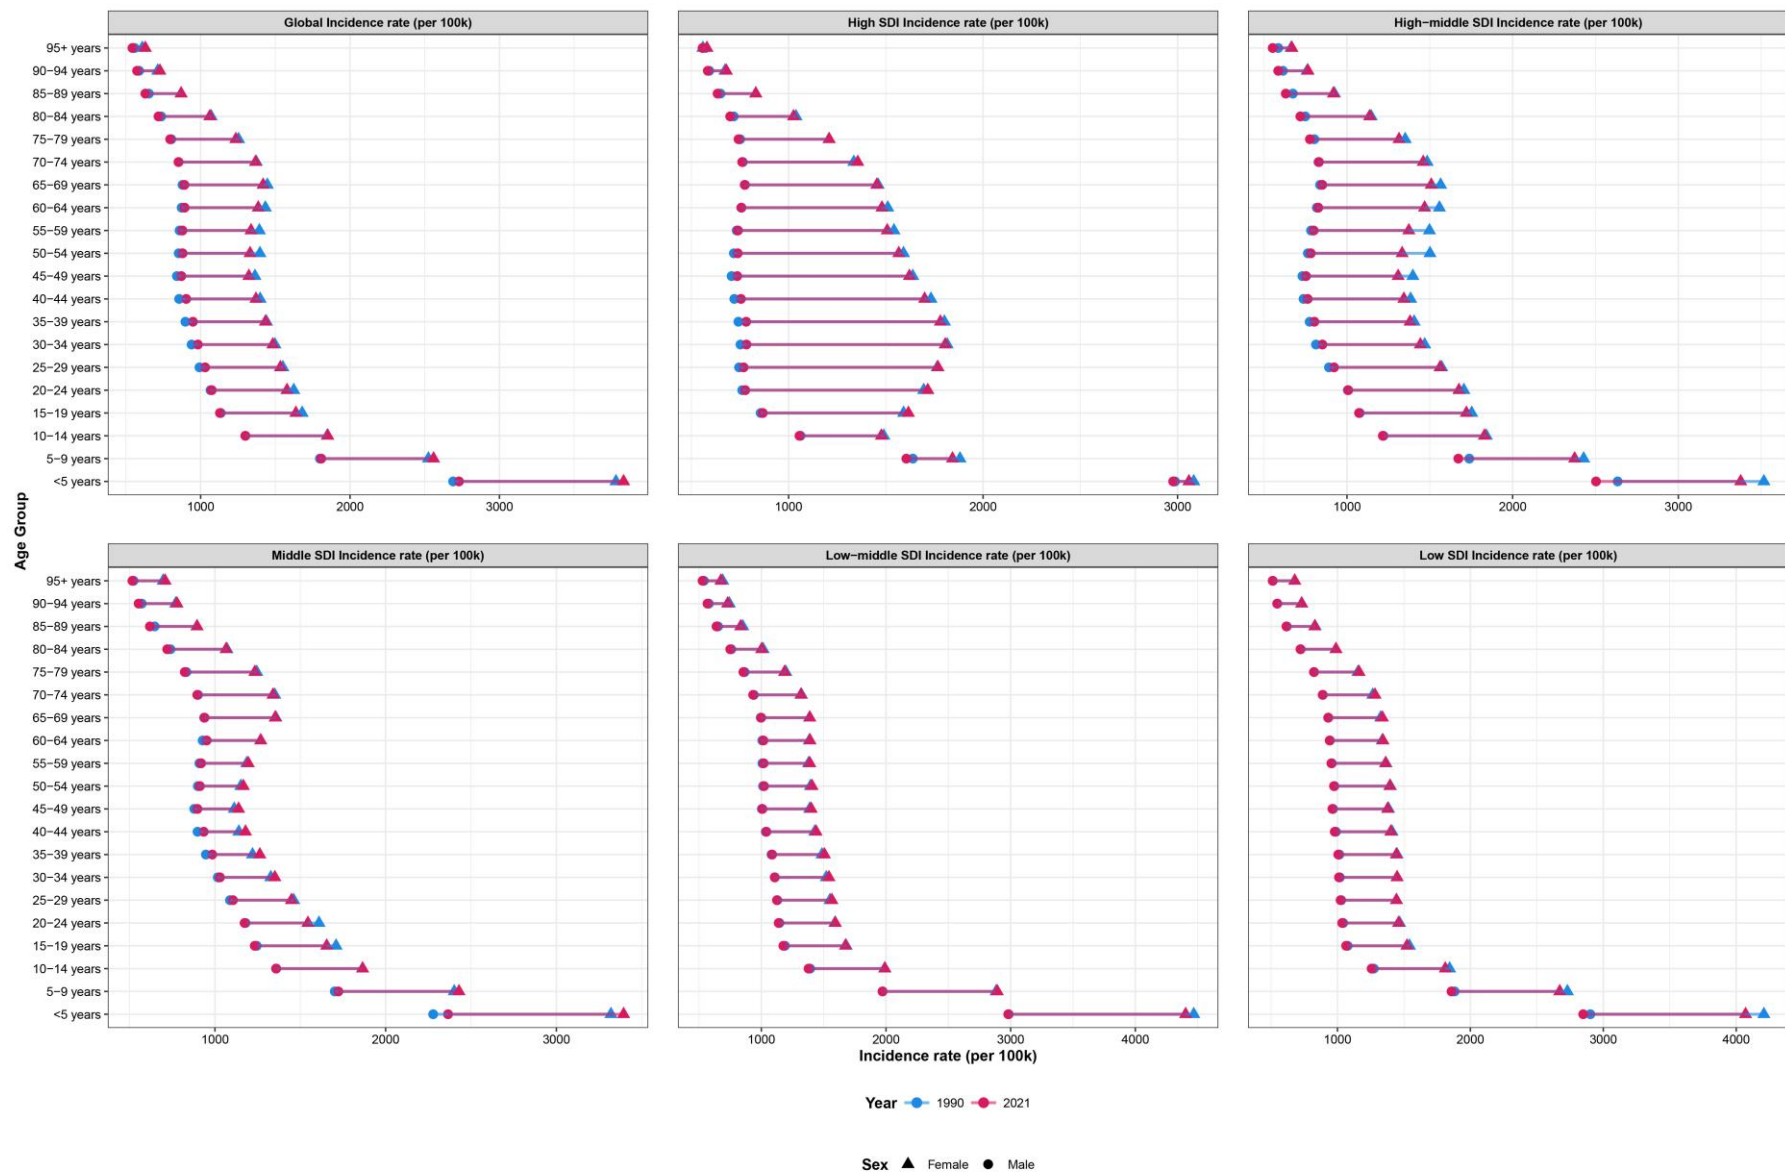 Global Incidence rate (per 100k)
High SDI Incidence rate (per 100k)
High−middle SDI Incidence rate (per 100k)
95+ years
90−94 years
85−89 years
80−84 years
75−79 years
70−74 years
65−69 years
60−64 years
55−59 years
50−54 years
45−49 years
40−44 years
35−39 years
30−34 years
25−29 years
20−24 years
15−19 years
10−14 years
5−9 years
<5 years
1000 2000 3000
1000 2000 3000
1000 2000 3000
Age Group
Middle SDI Incidence rate (per 100k)
Low−middle SDI Incidence rate (per 100k)
Low SDI Incidence rate (per 100k)
95+ years
90−94 years
85−89 years
80−84 years
75−79 years
70−74 years
65−69 years
60−64 years
55−59 years
50−54 years
45−49 years
40−44 years
35−39 years
30−34 years
25−29 years
20−24 years
15−19 years
10−14 years
5−9 years
<5 years
1000 2000 3000
1000 2000 3000 4000
1000 2000 3000 4000
Incidence rate (per 100k)
Year 1990 2021
Sex Female Male